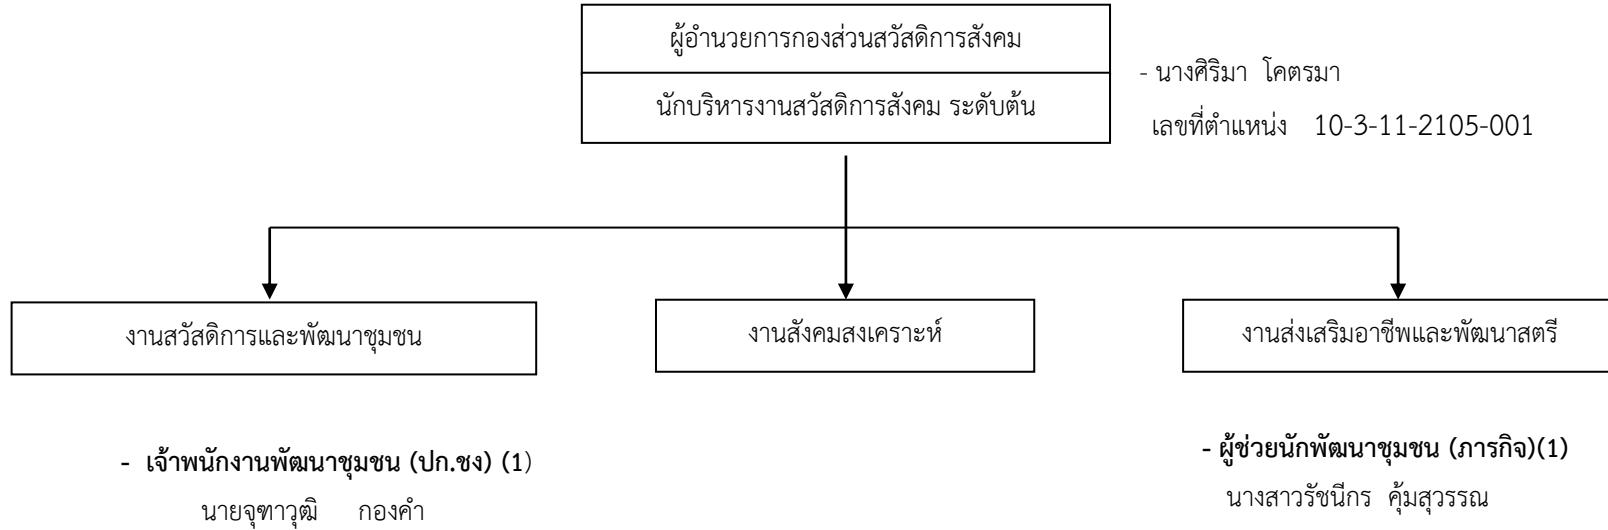 ผู้อำนวยการกองส่วนสวัสดิการสังคม
นักบริหารงานสวัสดิการสังคม ระดับต้น
- นางศิริมา โคตรมา
เลขที่ตำแหน่ง 10-3-11-2105-001
งานสวัสดิการและพัฒนาชุมชน
งานสังคมสงเคราะห์
งานส่งเสริมอาชีพและพัฒนาสตรี
- เจ้าพนักงานพัฒนาชุมชน (ปก.ชง) (1)
นายจุฑาวุฒิ กองคำ
- ผู้ช่วยนักพัฒนาชุมชน (ภารกิจ)(1)
นางสาวรัชนีกร คุ้มสุวรรณ